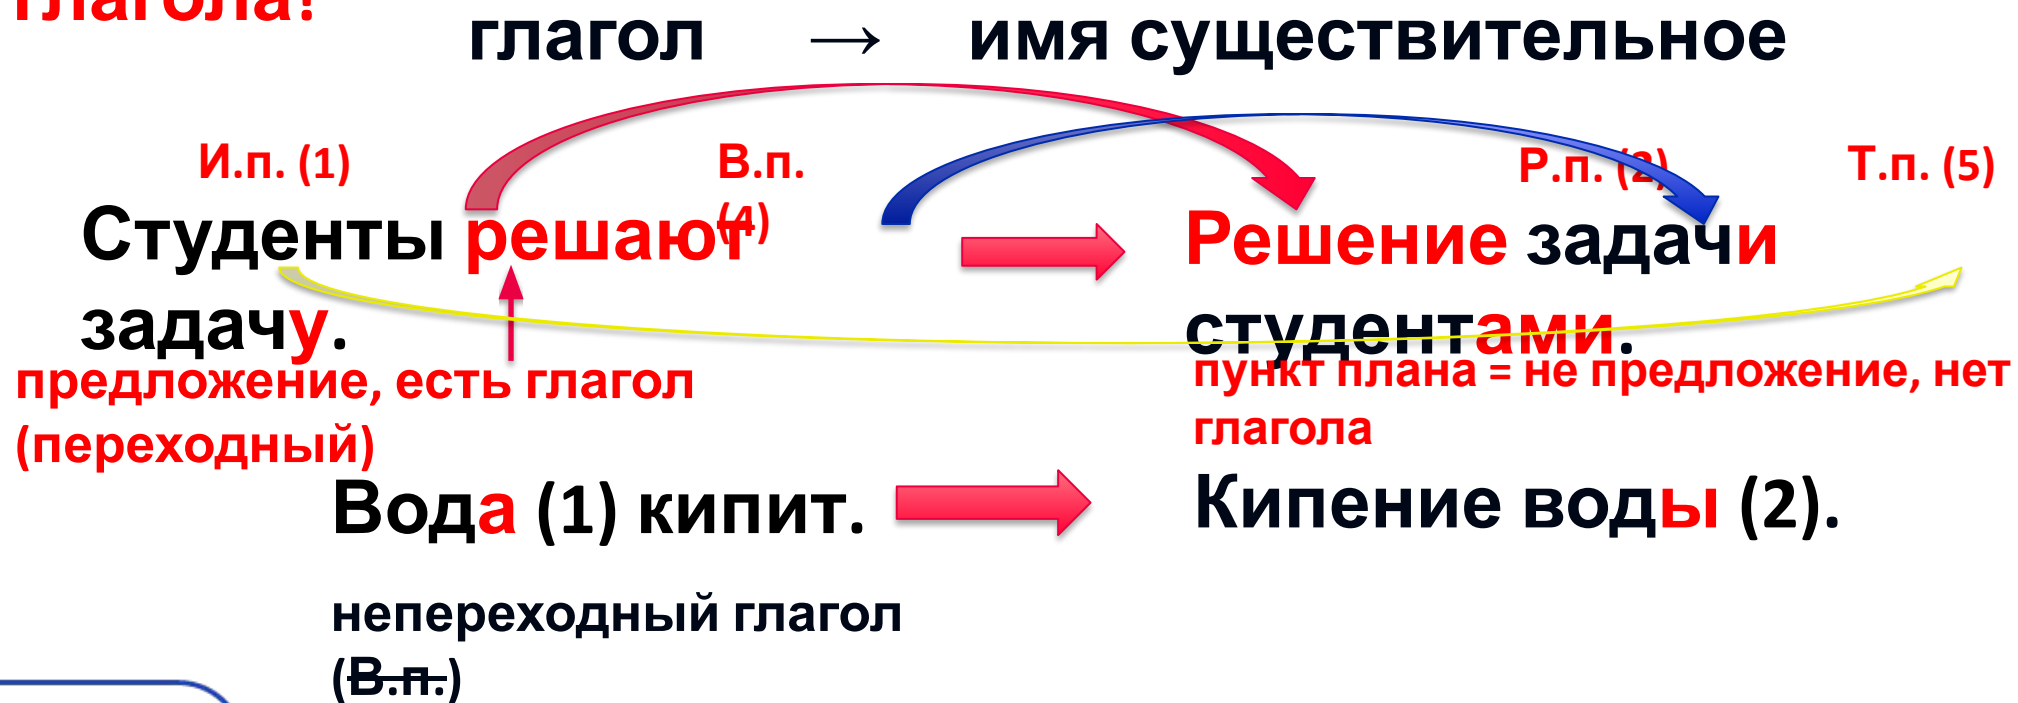 глагола?
глагол → имя существительное
И.п. (1) В.п. (4) Р.п. (2) Т.п. (5)
Студенты решают
задачу.
Решение задачи
студентами.
предложение, есть глагол
(переходный)
пункт плана = не предложение, нет
глагола
Вода (1) кипит. Кипение воды (2).
непереходный глагол
(В.п.)